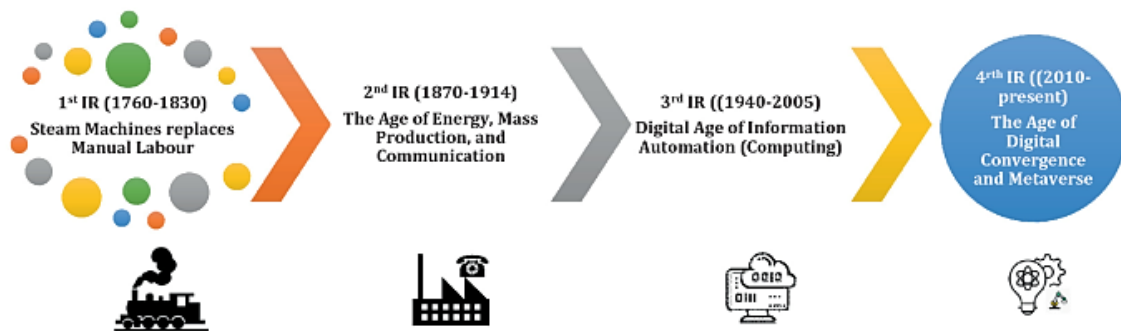 1st IR (1760-1830)
Steam Machines replaces
Manual Labour
2nd IR (1870-1914)
The Age of Energy, Mass
Production, and
Communication
3rd IR ((1940-2005)
Digital Age of Information
Automation (Computing)
4rth IR ((2010-
present)
The Age of
Digital
Convergence
and Metaverse